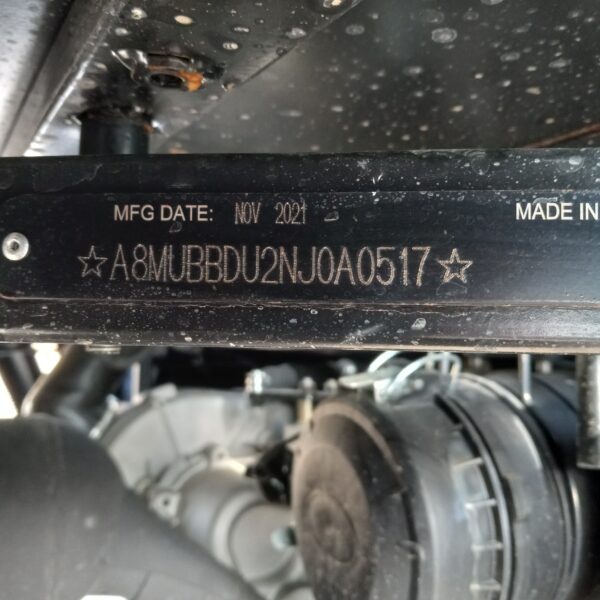 MFG DATE: NOV 2021 MADE IN
☆A8MUBBDU2NJ0A0517☆